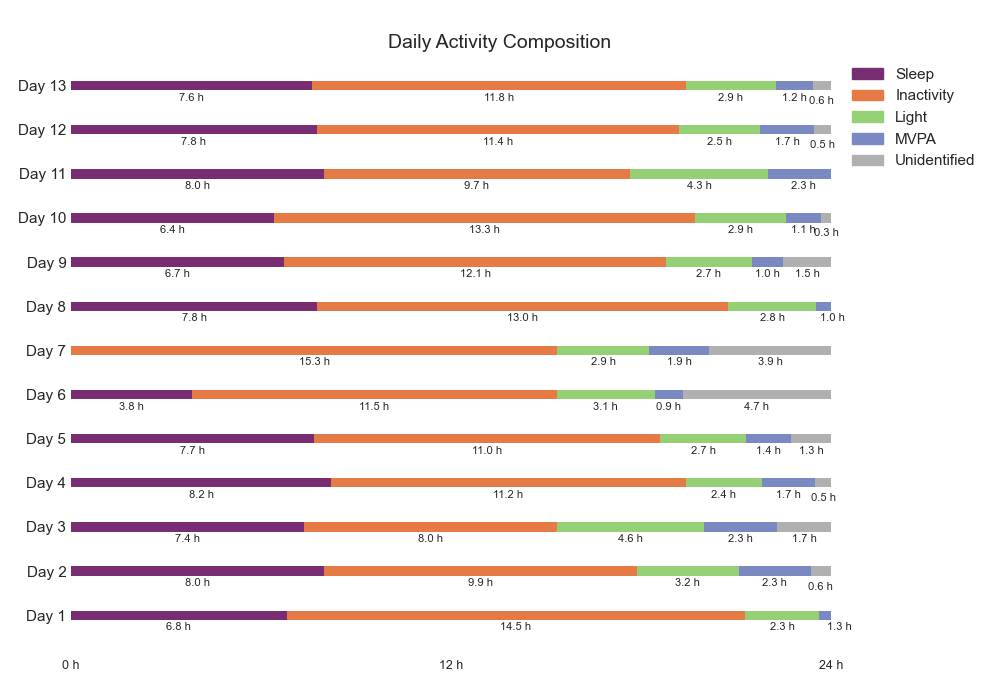 Daily Activity Composition
Sleep
Inactivity
Light
MVPA
Unidentified
Day 13
7.6 h 11.8 h 2.9 h 1.2 h 0.6 h
Day 12
7.8 h 11.4 h 2.5 h 1.7 h 0.5 h
Day 11
8.0 h 9.7 h 4.3 h 2.3 h
Day 10
6.4 h 13.3 h 2.9 h 1.1 h 0.3 h
Day 9
6.7 h 12.1 h 2.7 h 1.0 h 1.5 h
Day 8
7.8 h 13.0 h 2.8 h 1.0 h
Day 7
15.3 h 2.9 h 1.9 h 3.9 h
Day 6
3.8 h 11.5 h 3.1 h 0.9 h 4.7 h
Day 5
7.7 h 11.0 h 2.7 h 1.4 h 1.3 h
Day 4
8.2 h 11.2 h 2.4 h 1.7 h 0.5 h
Day 3
7.4 h 8.0 h 4.6 h 2.3 h 1.7 h
Day 2
8.0 h 9.9 h 3.2 h 2.3 h 0.6 h
Day 1
6.8 h 14.5 h 2.3 h 1.3 h
0 h 12 h 24 h